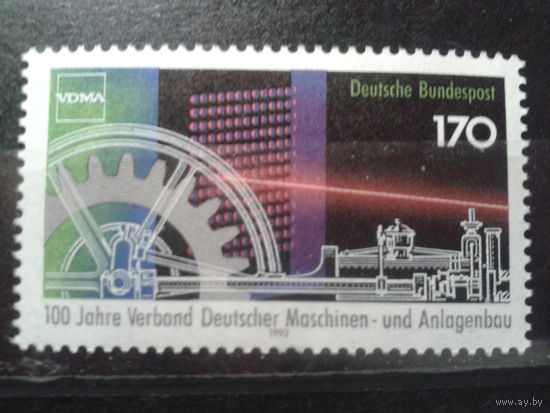 VDMA
Deutsche Bundespost
170
100 Jahre Verband Deutscher Maschinen- und Anlagenbau
1992
www.ay.by